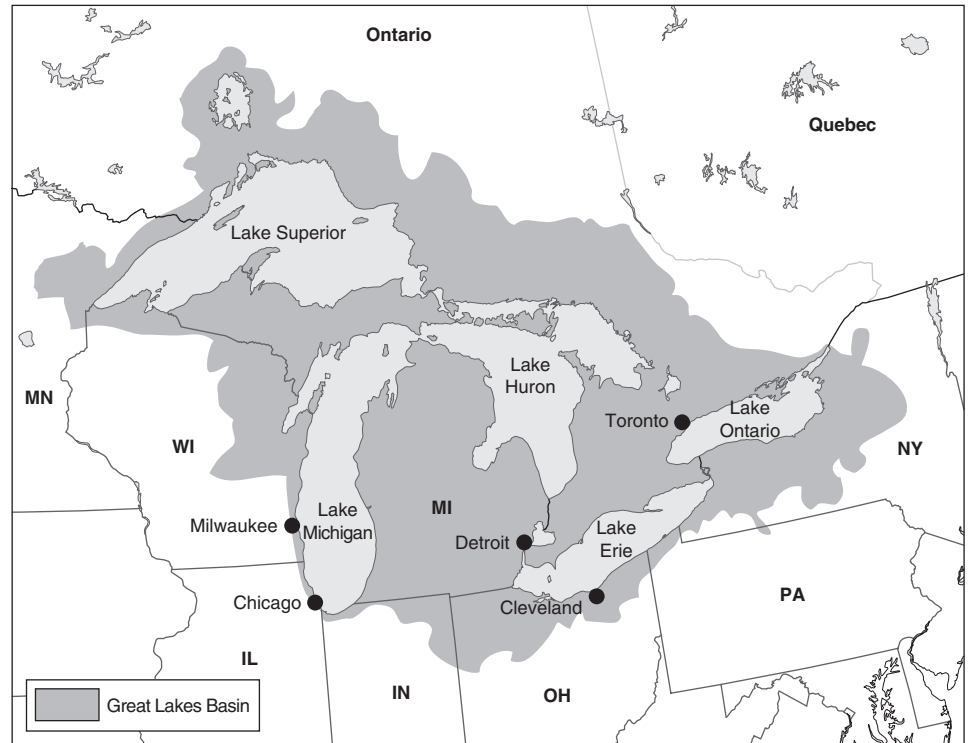 Ontario
Quebec
Lake Superior
Lake
Huron
MN
Toronto
Lake
Ontario
WI
NY
MI
Milwaukee
Lake
Michigan
Detroit
Lake
Erie
Chicago
Cleveland
PA
IL
IN
OH
Great Lakes Basin